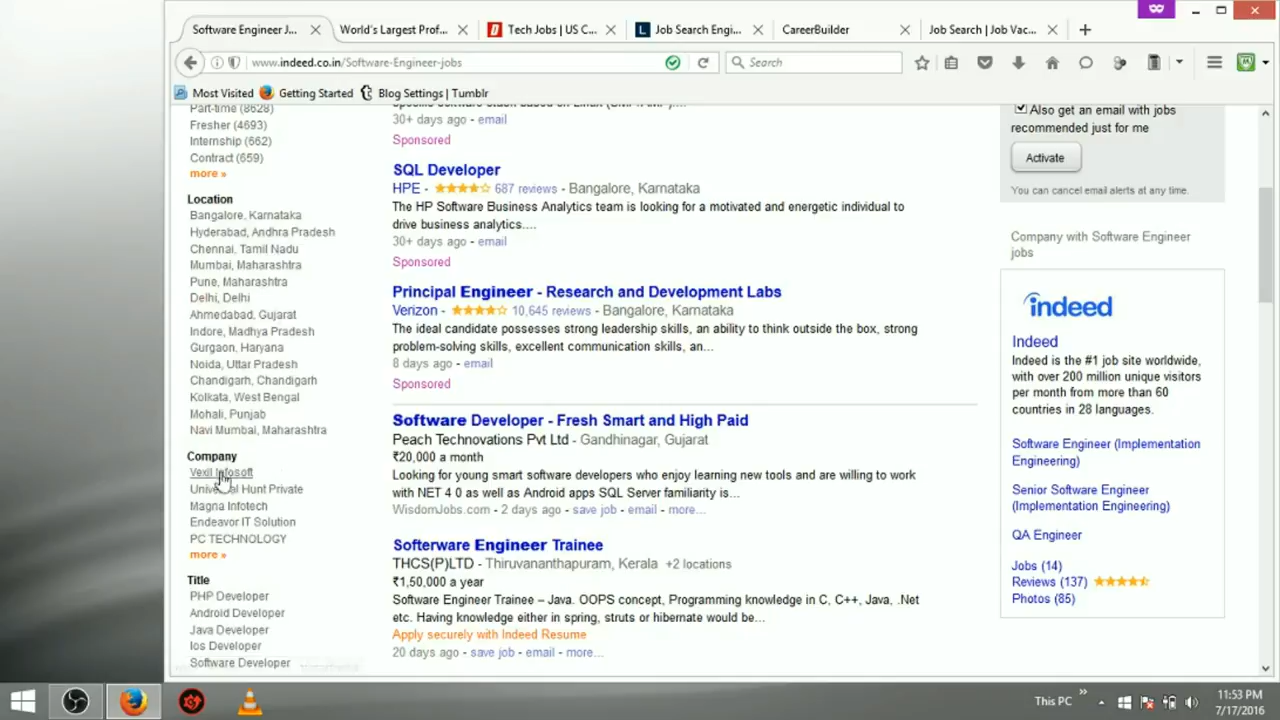 Software Engineer J...
World's Largest Prof...
Tech Jobs | US C...
Job Search Engi...
CareerBuilder
Job Search | Job Vac...
www.indeed.co.in/Software-Engineer-jobs
Search
Most Visited
Getting Started
Blog Settings | Tumblr
Part-time (8628)
Fresher (4693)
Internship (662)
Contract (659)
more »
Location
Bangalore, Karnataka
Hyderabad, Andhra Pradesh
Chennai, Tamil Nadu
Mumbai, Maharashtra
Pune, Maharashtra
Delhi, Delhi
Ahmedabad, Gujarat
Indore, Madhya Pradesh
Gurgaon, Haryana
Noida, Uttar Pradesh
Chandigarh, Chandigarh
Kolkata, West Bengal
Mohali, Punjab
Navi Mumbai, Maharashtra
Company
Vexil Infosoft
Universal Hunt Private
Magna Infotech
Endeavor IT Solution
PC TECHNOLOGY
more »
Title
PHP Developer
Android Developer
Java Developer
Ios Developer
Software Developer
30+ days ago - email
Sponsored
SQL Developer
HPE - 687 reviews - Bangalore, Karnataka
The HP Software Business Analytics team is looking for a motivated and energetic individual to
drive business analytics....
30+ days ago - email
Sponsored
Principal Engineer - Research and Development Labs
Verizon - 10,645 reviews - Bangalore, Karnataka
The ideal candidate possesses strong leadership skills, an ability to think outside the box, strong
problem-solving skills, excellent communication skills, an...
8 days ago - email
Sponsored
Software Developer - Fresh Smart and High Paid
Peach Technovations Pvt Ltd - Gandhinagar, Gujarat
₹20,000 a month
Looking for young smart software developers who enjoy learning new tools and are willing to work
with NET 4 0 as well as Android apps SQL Server familiarity is...
WisdomJobs.com - 2 days ago - save job - email - more...
Softerware Engineer Trainee
THCS(P)LTD - Thiruvananthapuram, Kerala +2 locations
₹1,50,000 a year
Software Engineer Trainee – Java. OOPS concept, Programming knowledge in C, C++, Java, .Net
etc. Having knowledge either in spring, struts or hibernate would be...
Apply securely with Indeed Resume
20 days ago - save job - email - more...
Also get an email with jobs
recommended just for me
Activate
You can cancel email alerts at any time.
Company with Software Engineer
jobs
indeed
Indeed
Indeed is the #1 job site worldwide,
with over 200 million unique visitors
per month from more than 60
countries in 28 languages.
Software Engineer (Implementation
Engineering)
Senior Software Engineer
(Implementation Engineering)
QA Engineer
Jobs (14)
Reviews (137)
Photos (85)
This PC
11:53 PM
7/17/2016